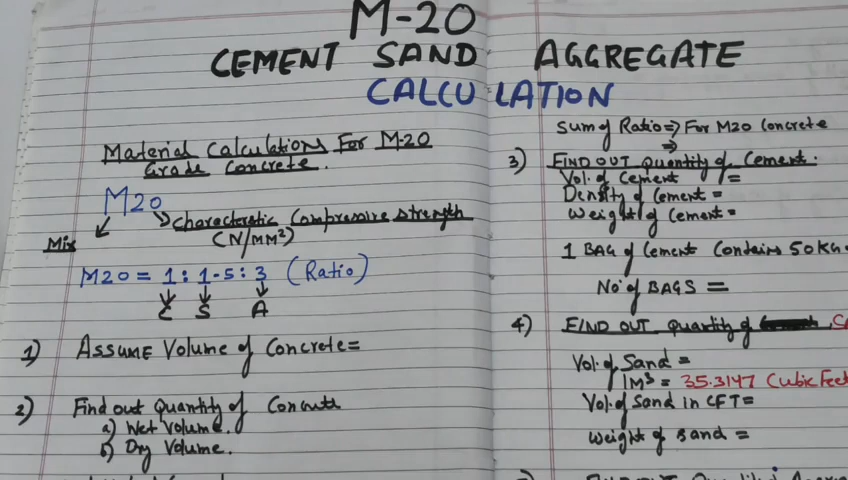 M-20
CEMENT SAND AGGREGATE
CALCULATION
Material Calculations For M-20
Grade Concrete.
M20
Characteristic Compressive strength
(N/MM²)
Mix
M20 = 1 : 1.5 : 3 (Ratio)
C S A
1) ASSUME Volume of Concrete=
2) Find out Quantity of Concrete
a) Wet Volume.
b) Dry Volume.
Sum of Ratio ⇒ For M20 Concrete
⇒
3) FIND OUT Quantity of Cement.
Vol. of Cement =
Density of Cement =
Weight of Cement =
1 BAG of Cement Contains 50KG
No of BAGS =
4) FIND OUT Quantity of
Vol. of Sand =
1M³ = 35.3147 Cubic Feet
Vol. of Sand in CFT=
Weight of Sand =